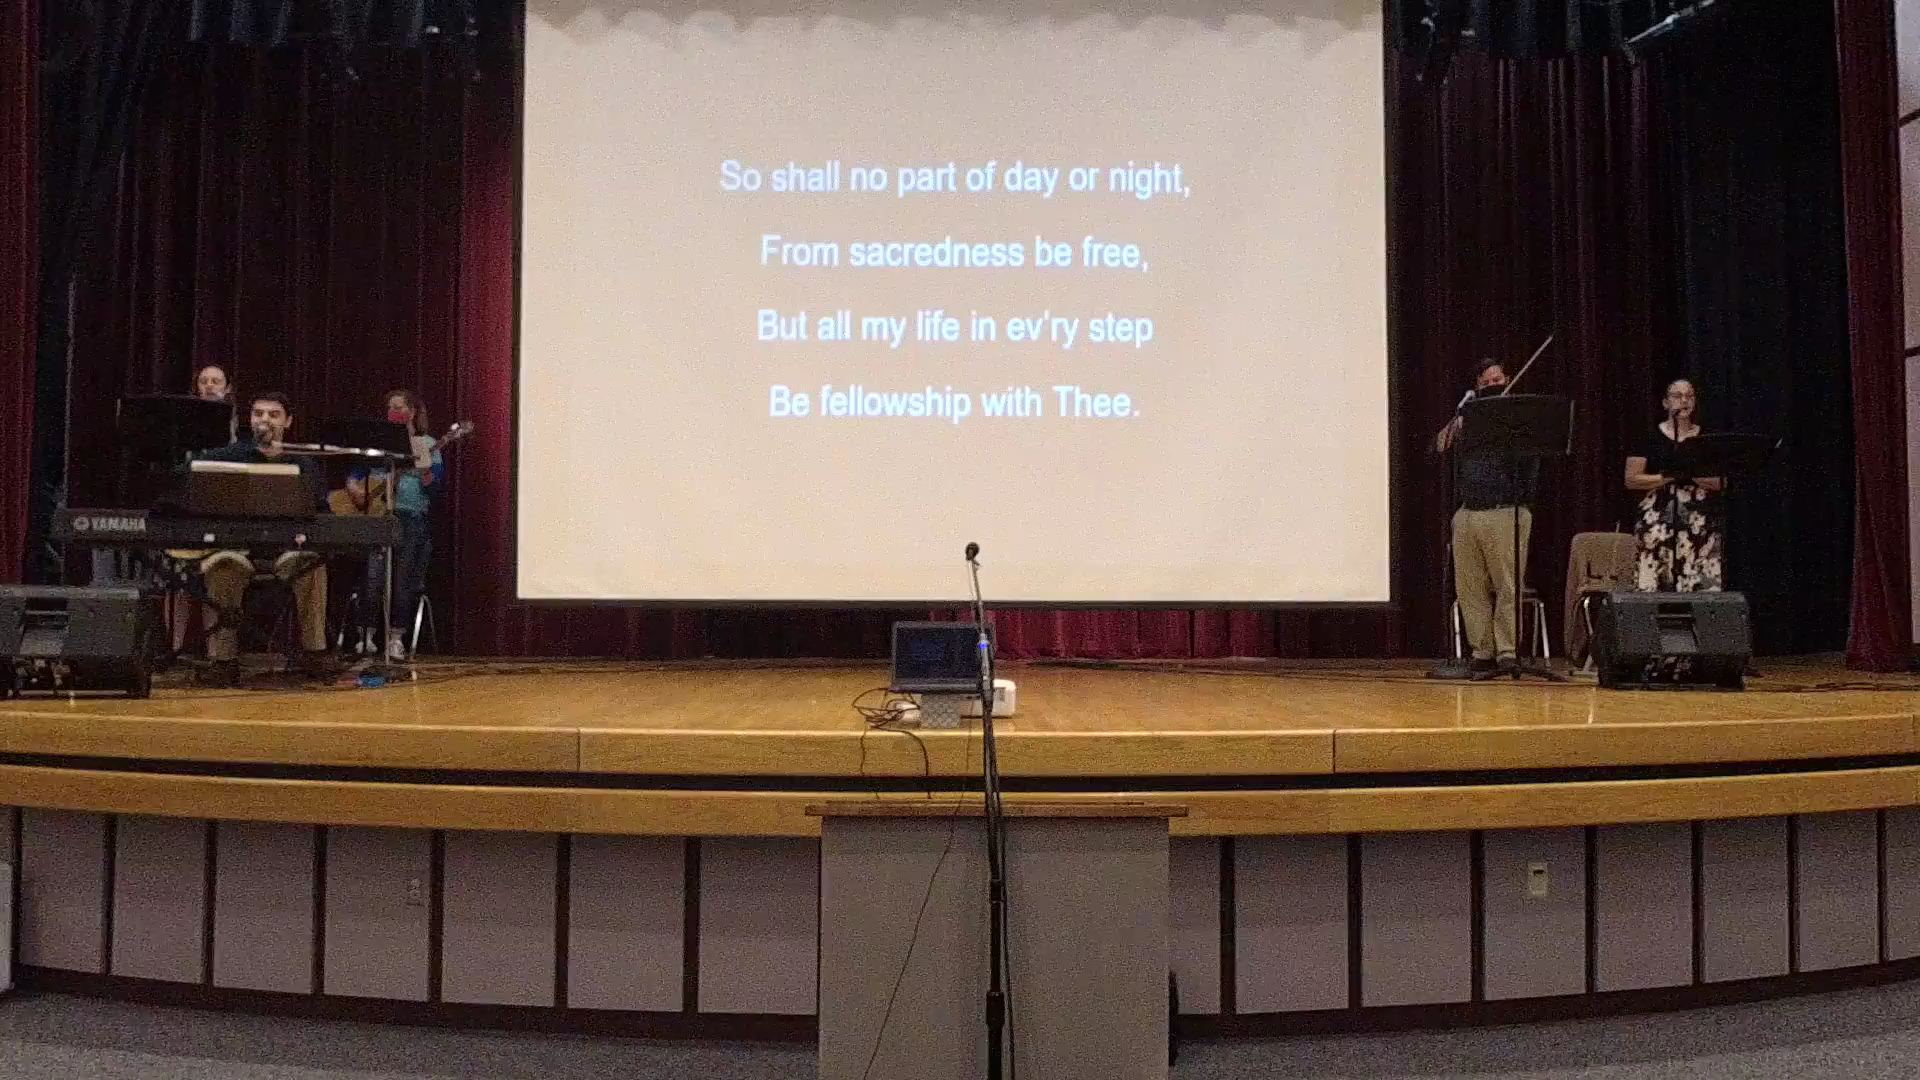 So shall no part of day or night,
From sacredness be free,
But all my life in ev'ry step
Be fellowship with Thee.
YAMAHA